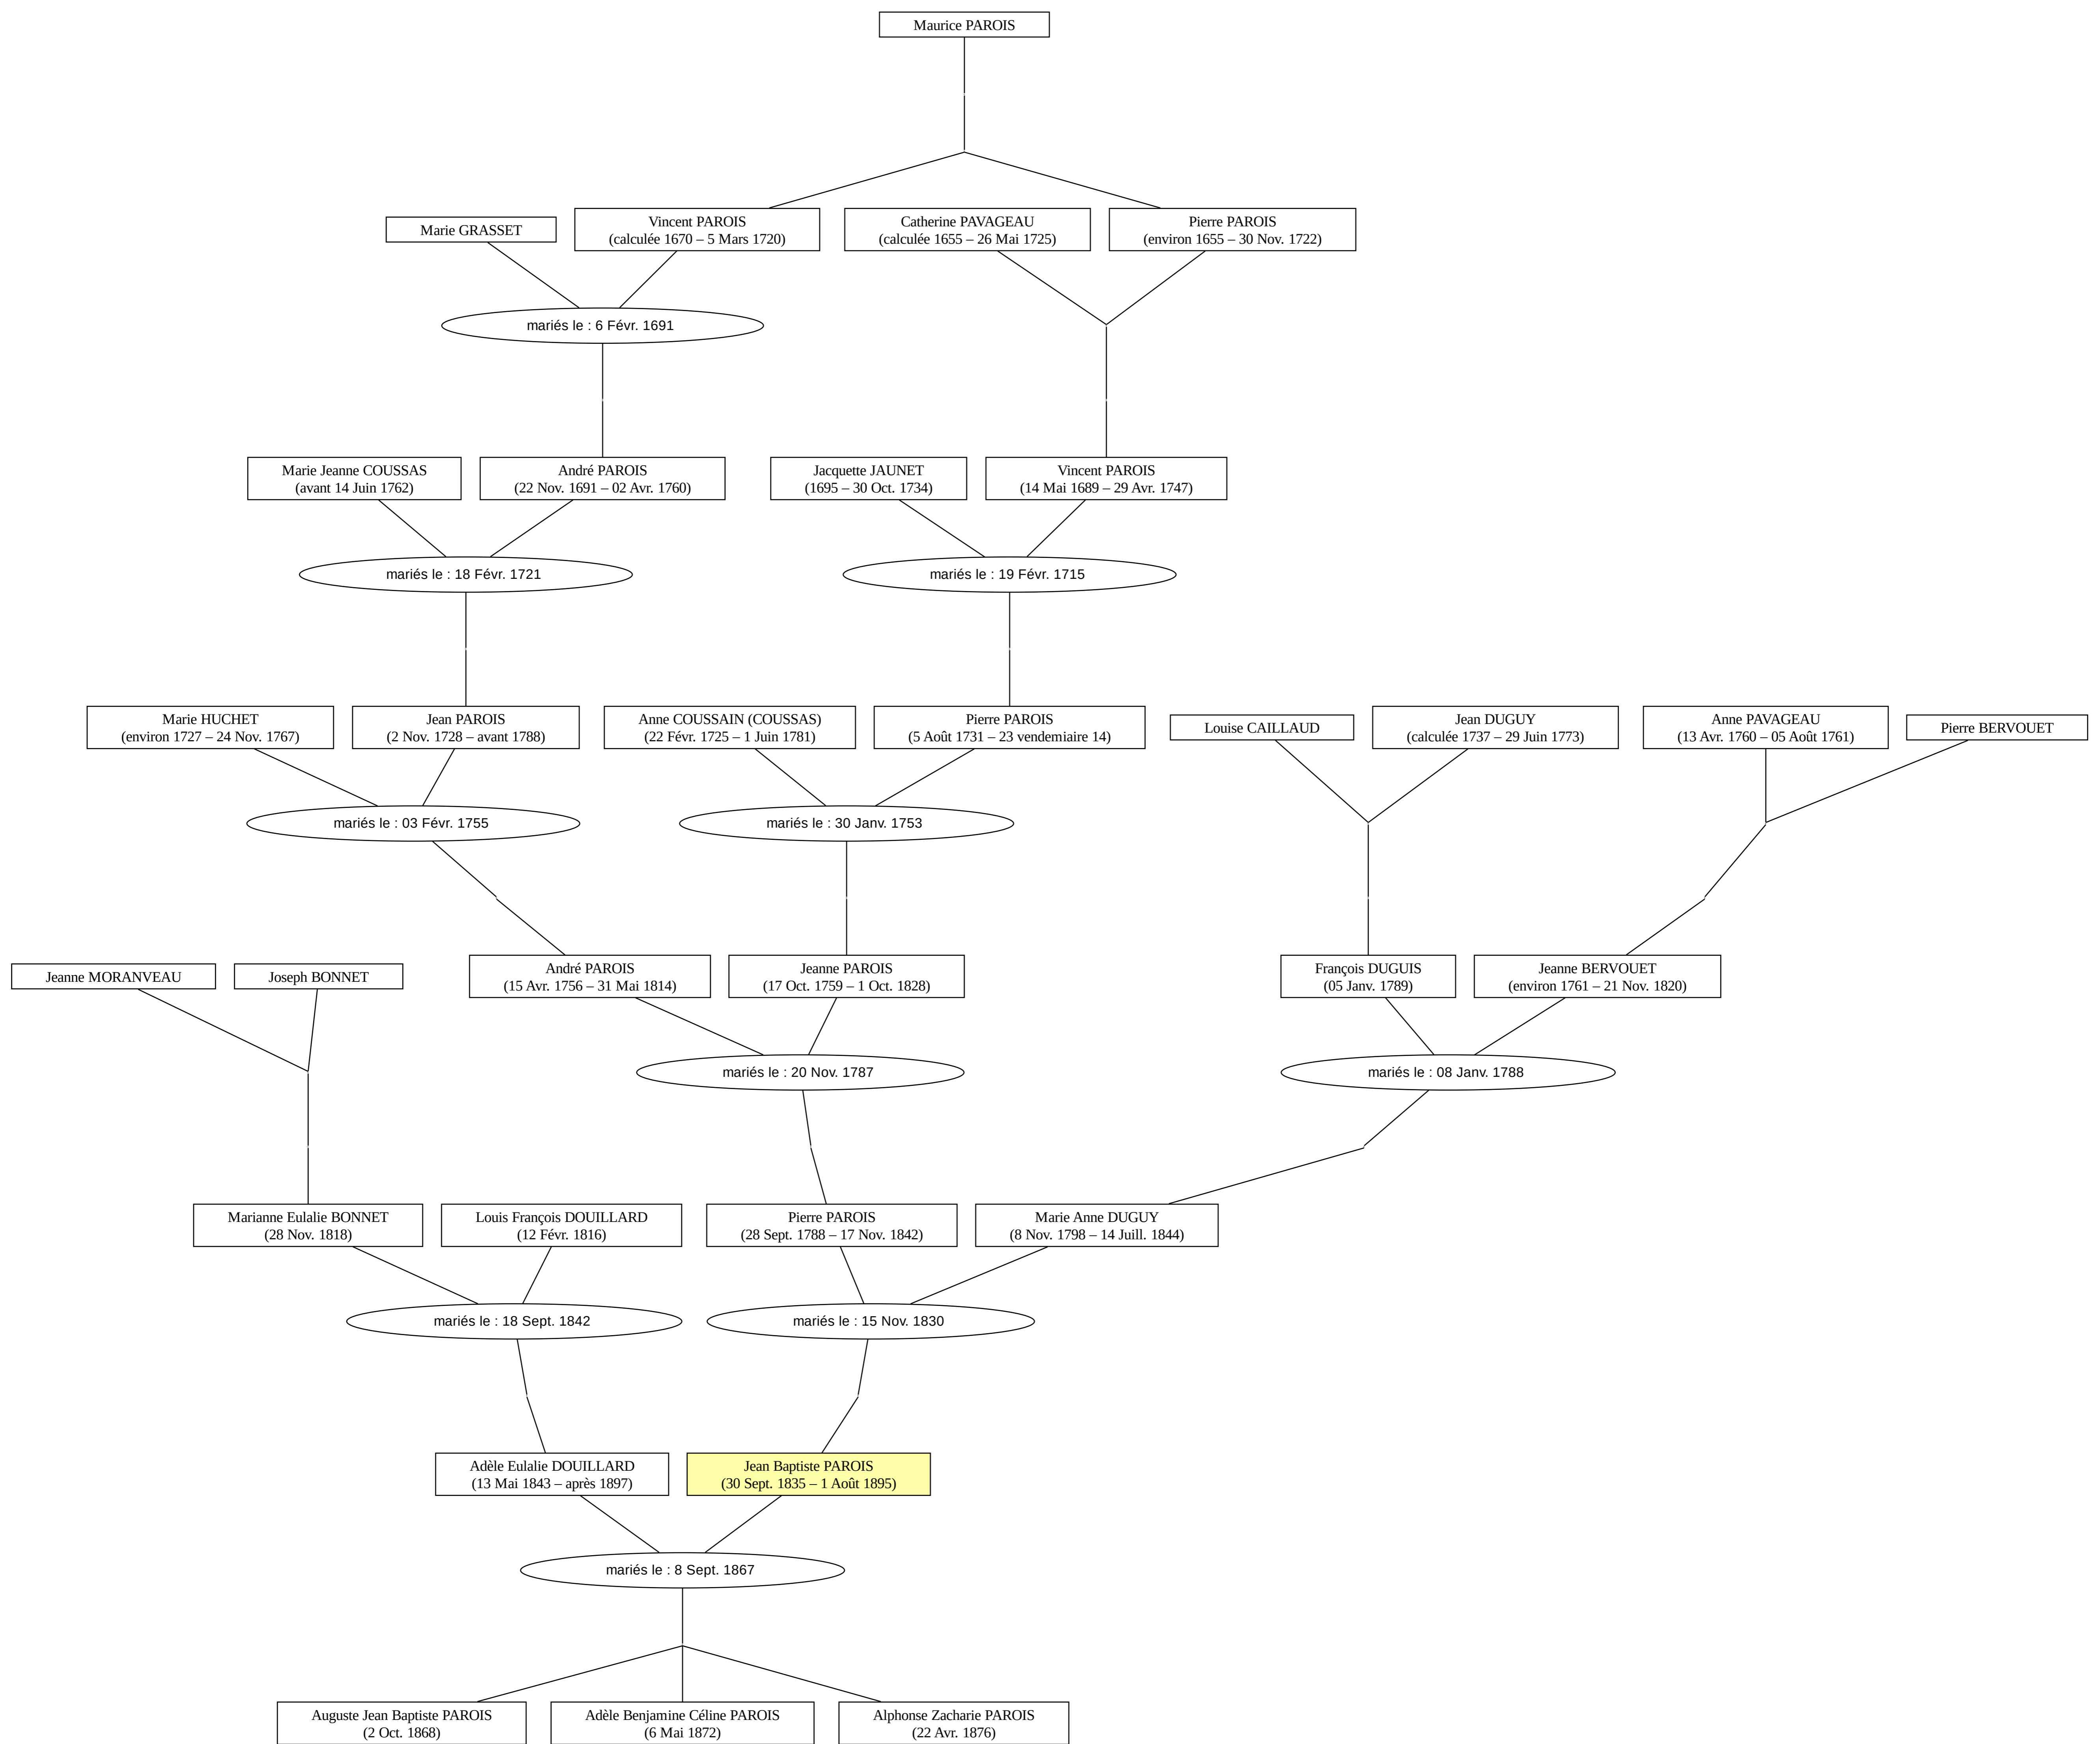 Maurice PAROIS
Marie GRASSET
Vincent PAROIS
(calculée 1670 – 5 Mars 1720)
Catherine PAVAGEAU
(calculée 1655 – 26 Mai 1725)
Pierre PAROIS
(environ 1655 – 30 Nov. 1722)
mariés le : 6 Févr. 1691
Marie Jeanne COUSSAS
(avant 14 Juin 1762)
André PAROIS
(22 Nov. 1691 – 02 Avr. 1760)
Jacquette JAUNET
(1695 – 30 Oct. 1734)
Vincent PAROIS
(14 Mai 1689 – 29 Avr. 1747)
mariés le : 18 Févr. 1721
mariés le : 19 Févr. 1715
Marie HUCHET
(environ 1727 – 24 Nov. 1767)
Jean PAROIS
(2 Nov. 1728 – avant 1788)
Anne COUSSAIN (COUSSAS)
(22 Févr. 1725 – 1 Juin 1781)
Pierre PAROIS
(5 Août 1731 – 23 vendemiaire 14)
Louise CAILLAUD
Jean DUGUY
(calculée 1737 – 29 Juin 1773)
Anne PAVAGEAU
(13 Avr. 1760 – 05 Août 1761)
Pierre BERVOUET
mariés le : 03 Févr. 1755
mariés le : 30 Janv. 1753
Jeanne MORANVEAU
Joseph BONNET
André PAROIS
(15 Avr. 1756 – 31 Mai 1814)
Jeanne PAROIS
(17 Oct. 1759 – 1 Oct. 1828)
François DUGUIS
(05 Janv. 1789)
Jeanne BERVOUET
(environ 1761 – 21 Nov. 1820)
mariés le : 20 Nov. 1787
mariés le : 08 Janv. 1788
Marianne Eulalie BONNET
(28 Nov. 1818)
Louis François DOUILLARD
(12 Févr. 1816)
Pierre PAROIS
(28 Sept. 1788 – 17 Nov. 1842)
Marie Anne DUGUY
(8 Nov. 1798 – 14 Juill. 1844)
mariés le : 18 Sept. 1842
mariés le : 15 Nov. 1830
Adèle Eulalie DOUILLARD
(13 Mai 1843 – après 1897)
Jean Baptiste PAROIS
(30 Sept. 1835 – 1 Août 1895)
mariés le : 8 Sept. 1867
Auguste Jean Baptiste PAROIS
(2 Oct. 1868)
Adèle Benjamine Céline PAROIS
(6 Mai 1872)
Alphonse Zacharie PAROIS
(22 Avr. 1876)